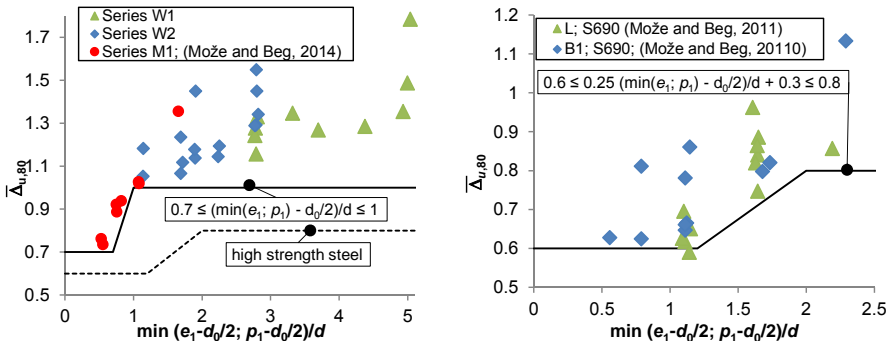 Series W1
Series W2
Series M1; (Može and Beg, 2014)
1.7
1.5
1.3
1.1
0.9
0.7
0.5
Δ̅u,80
0.7 ≤ (min(e1; p1) - d0/2)/d ≤ 1
high strength steel
0 1 2 3 4 5
min (e1-d0/2; p1-d0/2)/d
L; S690 (Može and Beg, 2011)
B1; S690; (Može and Beg, 20110
0.6 ≤ 0.25 (min(e1; p1) - d0/2)/d + 0.3 ≤ 0.8
1.2
1.1
1
0.9
0.8
0.7
0.6
0.5
Δ̅u,80
0 0.5 1 1.5 2 2.5
min (e1-d0/2; p1-d0/2)/d